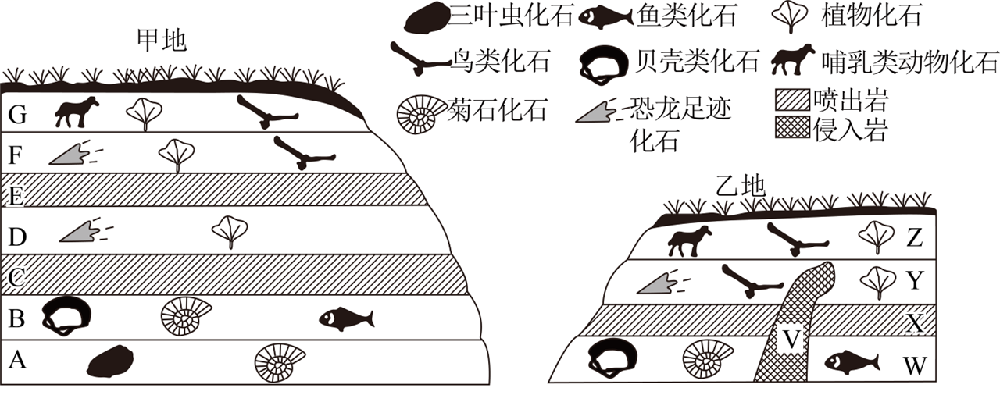 三叶虫化石 鱼类化石 植物化石
甲地
鸟类化石 贝壳类化石 哺乳类动物化石
菊石化石 恐龙足迹化石 喷出岩
侵入岩
G
F
E
D
C
B
A
乙地
Z
Y
X
V
W